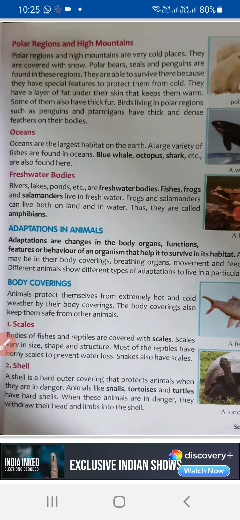 10:25
80%
Polar Regions and High Mountains
Polar regions and high mountains are very cold places. They
are covered with snow. Polar bears, seals and penguins are
found in these regions. They are able to survive there because
they have special features to protect them from cold. They
have a layer of fat under their skin that keeps them warm.
Some of them also have thick fur. Birds living in polar regions
such as penguins and ptarmigans have thick and dense
feathers on their bodies.
Oceans
Oceans are the largest habitat on the earth. A large variety of
fishes are found in oceans. Blue whale, octopus, shark, etc.,
are also found here.
Freshwater Bodies
Rivers, lakes, ponds, etc., are freshwater bodies. Fishes, frogs
and salamanders live in fresh water. Frogs and salamanders
can live both on land and in water. Thus, they are called
amphibians.
ADAPTATIONS IN ANIMALS
Adaptations are changes in the body organs, functions,
features or behaviour of an organism that help it to survive in its habitat.
may be in their body coverings, breathing organs, movement and
Different animals show different types of adaptations to live in a
BODY COVERINGS
Animals protect themselves from extremely hot and cold
weather by their body coverings. The body coverings also
keep them safe from other animals.
1. Scales
Bodies of fishes and reptiles are covered with scales. Scales
vary in size, shape and structure. Most of the reptiles have
horny scales to prevent water loss. Snakes also have scales.
2. Shell
A shell is a hard outer covering that protects animals when
they are in danger. Animals like snails, tortoises and turtles
have hard shells. When these animals are in danger, they
withdraw their head and limbs into the shell.
INDIA INKED
EXCLUSIVE INDIAN SHOWS
discovery+
Watch Now